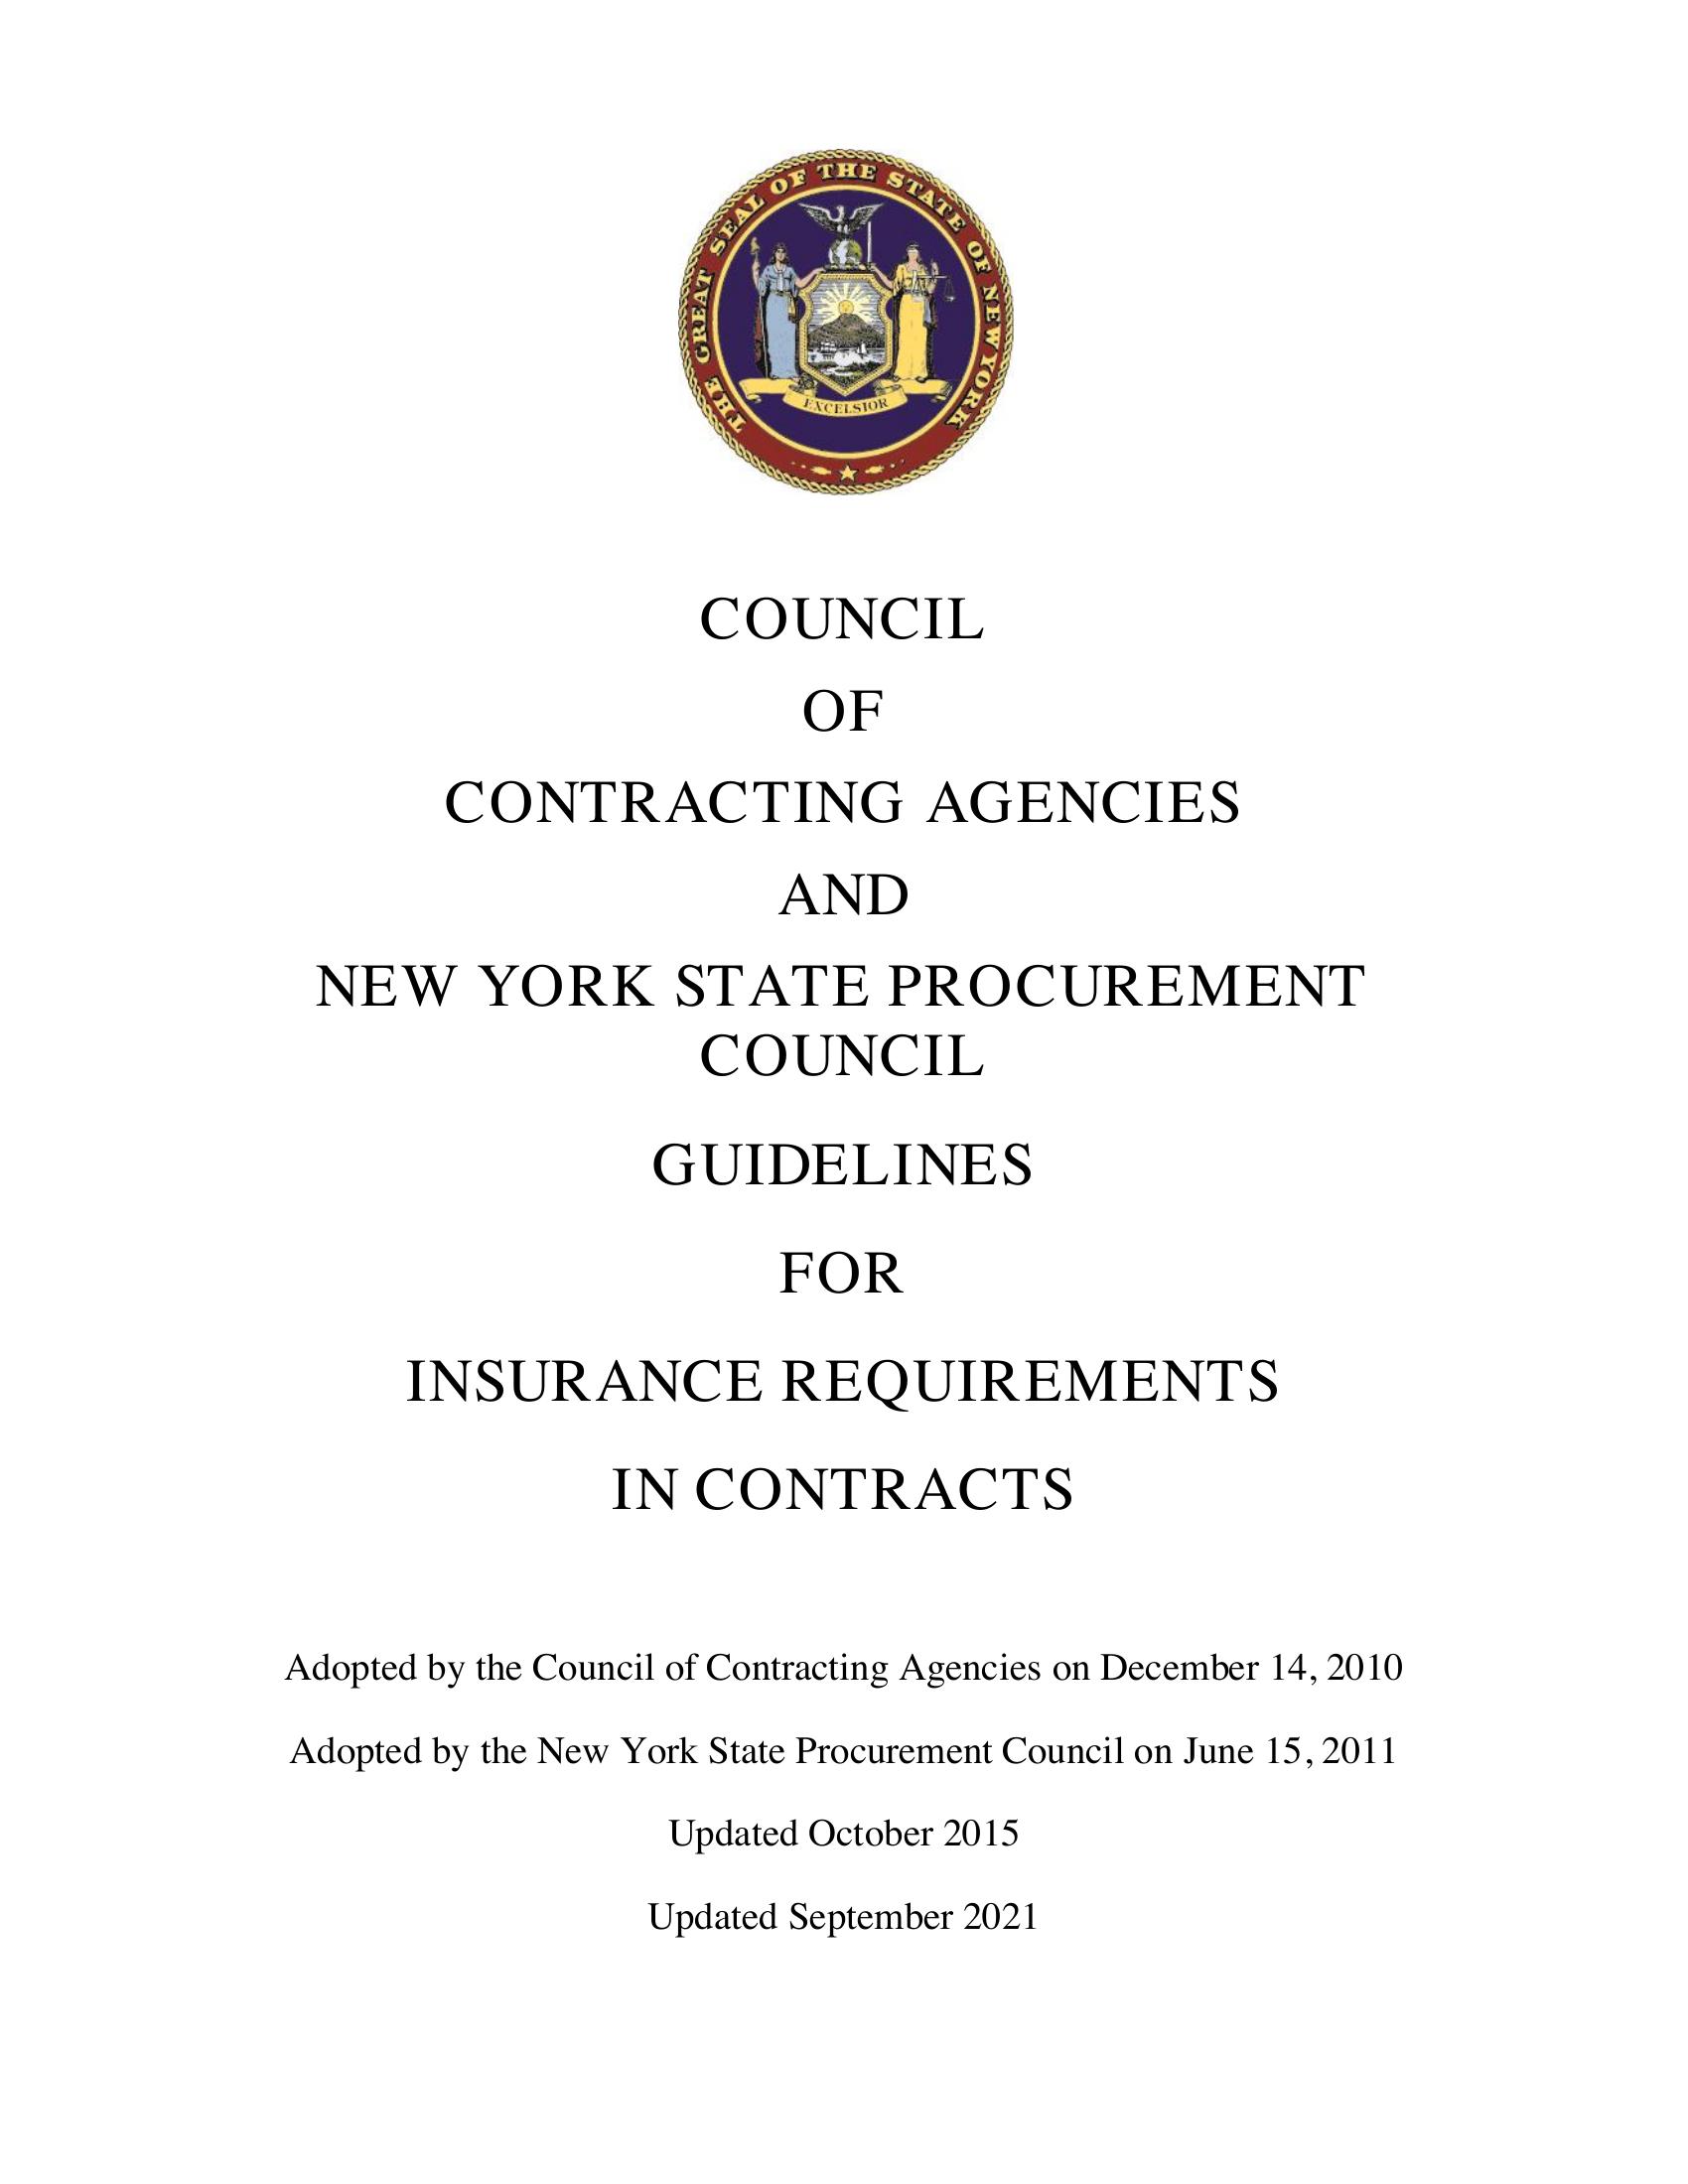 THE GREAT SEAL OF THE STATE OF NEW YORK
EXCELSIOR
COUNCIL
OF
CONTRACTING AGENCIES
AND
NEW YORK STATE PROCUREMENT
COUNCIL
GUIDELINES
FOR
INSURANCE REQUIREMENTS
IN CONTRACTS
Adopted by the Council of Contracting Agencies on December 14, 2010
Adopted by the New York State Procurement Council on June 15, 2011
Updated October 2015
Updated September 2021